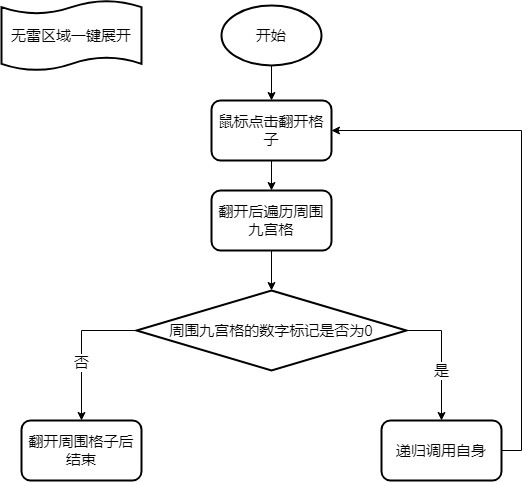 无雷区域一键展开
开始
鼠标点击翻开格
子
翻开后遍历周围
九宫格
周围九宫格的数字标记是否为0
否
是
翻开周围格子后
结束
递归调用自身